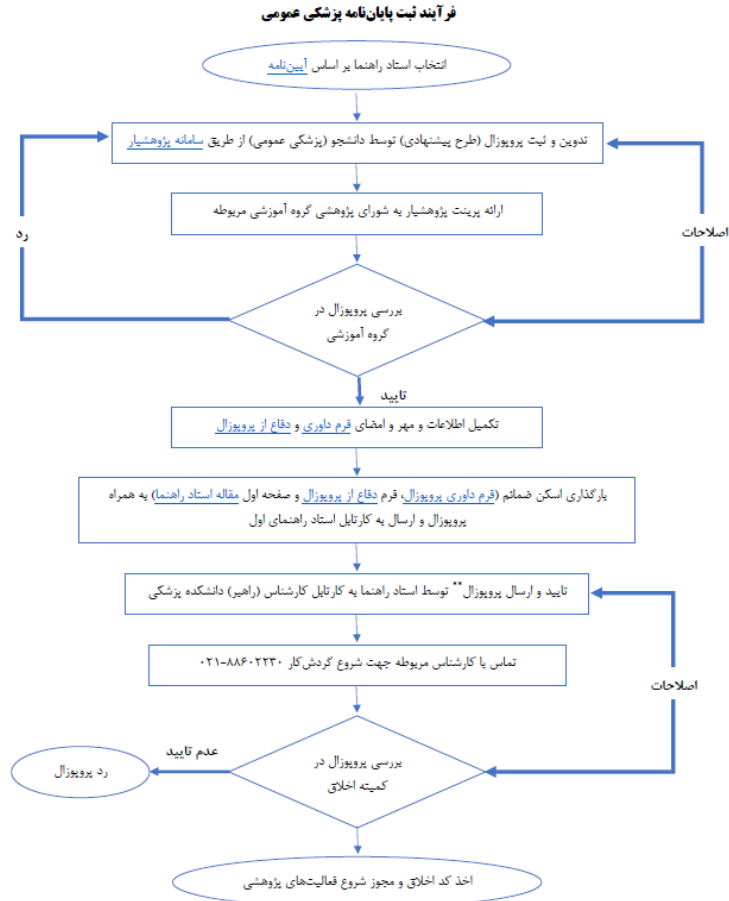 فرآیند ثبت پایان‌نامه پزشکی عمومی
انتخاب استاد راهنما بر اساس آیین‌نامه
تدوین و ثبت پروپوزال (طرح پیشنهادی) توسط دانشجو (پزشکی عمومی) از طریق سامانه پژوهشیار
ارائه پرینت پژوهشیار به شورای پژوهشی گروه آموزشی مربوطه
رد
اصلاحات
بررسی پروپوزال در
گروه آموزشی
تایید
تکمیل اطلاعات و مهر و امضای فرم داوری و دفاع از پروپوزال
بارگذاری اسکن ضمائم (فرم داوری پروپوزال، فرم دفاع از پروپوزال و صفحه اول مقاله استاد راهنما) به همراه
پروپوزال و ارسال به کارتابل استاد راهنمای اول
تایید و ارسال پروپوزال** توسط استاد راهنما به کارتابل کارشناس (راهبر) دانشکده پزشکی
تماس با کارشناس مربوطه جهت شروع گردش‌کار ۸۸۶۰۲۲۳۰-۰۲۱
اصلاحات
بررسی پروپوزال در
کمیته اخلاق
عدم تایید
رد پروپوزال
اخذ کد اخلاق و مجوز شروع فعالیت‌های پژوهشی